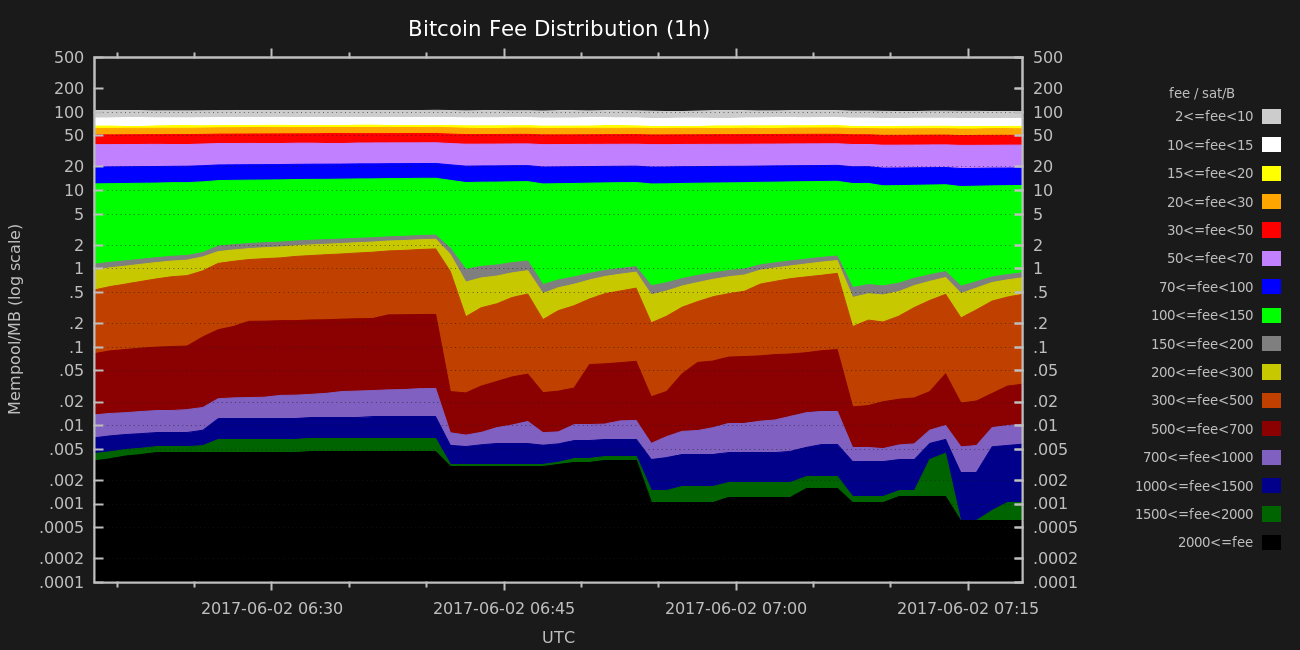 Bitcoin Fee Distribution (1h)
500
200
100
50
20
10
5
2
1
.5
.2
.1
.05
.02
.01
.005
.002
.001
.0005
.0002
.0001
Mempool/MB (log scale)
500
200
100
50
20
10
5
2
1
.5
.2
.1
.05
.02
.01
.005
.002
.001
.0005
.0002
.0001
fee / sat/B
2<=fee<10
10<=fee<15
15<=fee<20
20<=fee<30
30<=fee<50
50<=fee<70
70<=fee<100
100<=fee<150
150<=fee<200
200<=fee<300
300<=fee<500
500<=fee<700
700<=fee<1000
1000<=fee<1500
1500<=fee<2000
2000<=fee
2017-06-02 06:30 2017-06-02 06:45 2017-06-02 07:00 2017-06-02 07:15
UTC